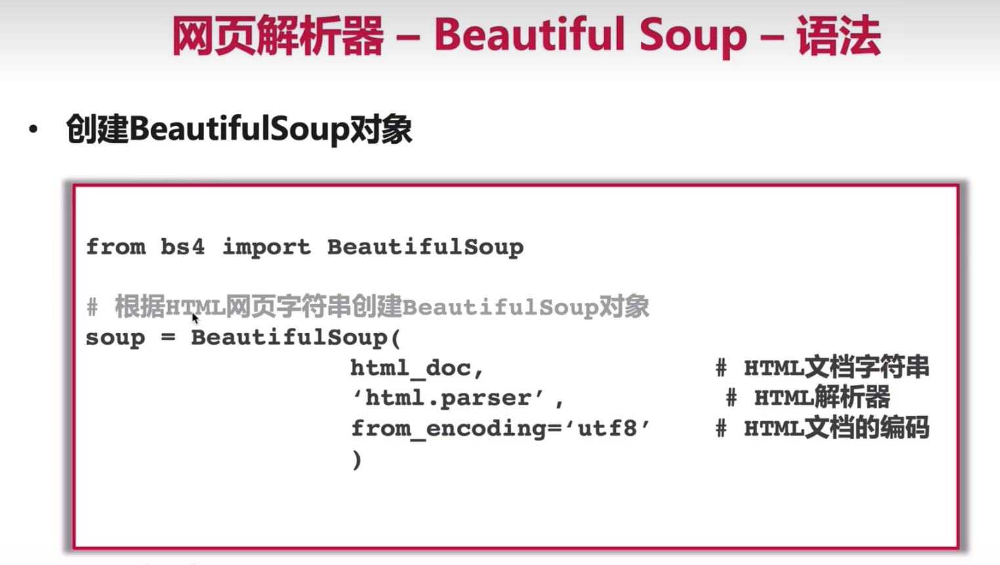 网页解析器 – Beautiful Soup – 语法
• 创建BeautifulSoup对象
from bs4 import BeautifulSoup
# 根据HTML网页字符串创建BeautifulSoup对象
soup = BeautifulSoup(
html_doc, # HTML文档字符串
‘html.parser’, # HTML解析器
from_encoding=‘utf8’ # HTML文档的编码
)